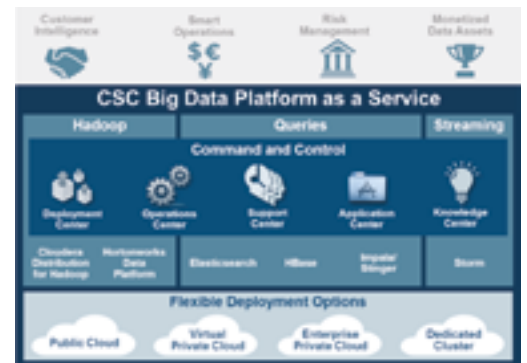 Customer Intelligence
Smart Operations
Risk Management
Monetized Data Assets
$ €
¥
CSC Big Data Platform as a Service
Hadoop
Queries
Streaming
Command and Control
Deployment Center
Operations Center
Support Center
Application Center
Knowledge Center
Cloudera Distribution for Hadoop
Hortonworks Data Platform
Elasticsearch
HBase
Impala/ Stinger
Storm
Flexible Deployment Options
Public Cloud
Virtual Private Cloud
Enterprise Private Cloud
Dedicated Cluster